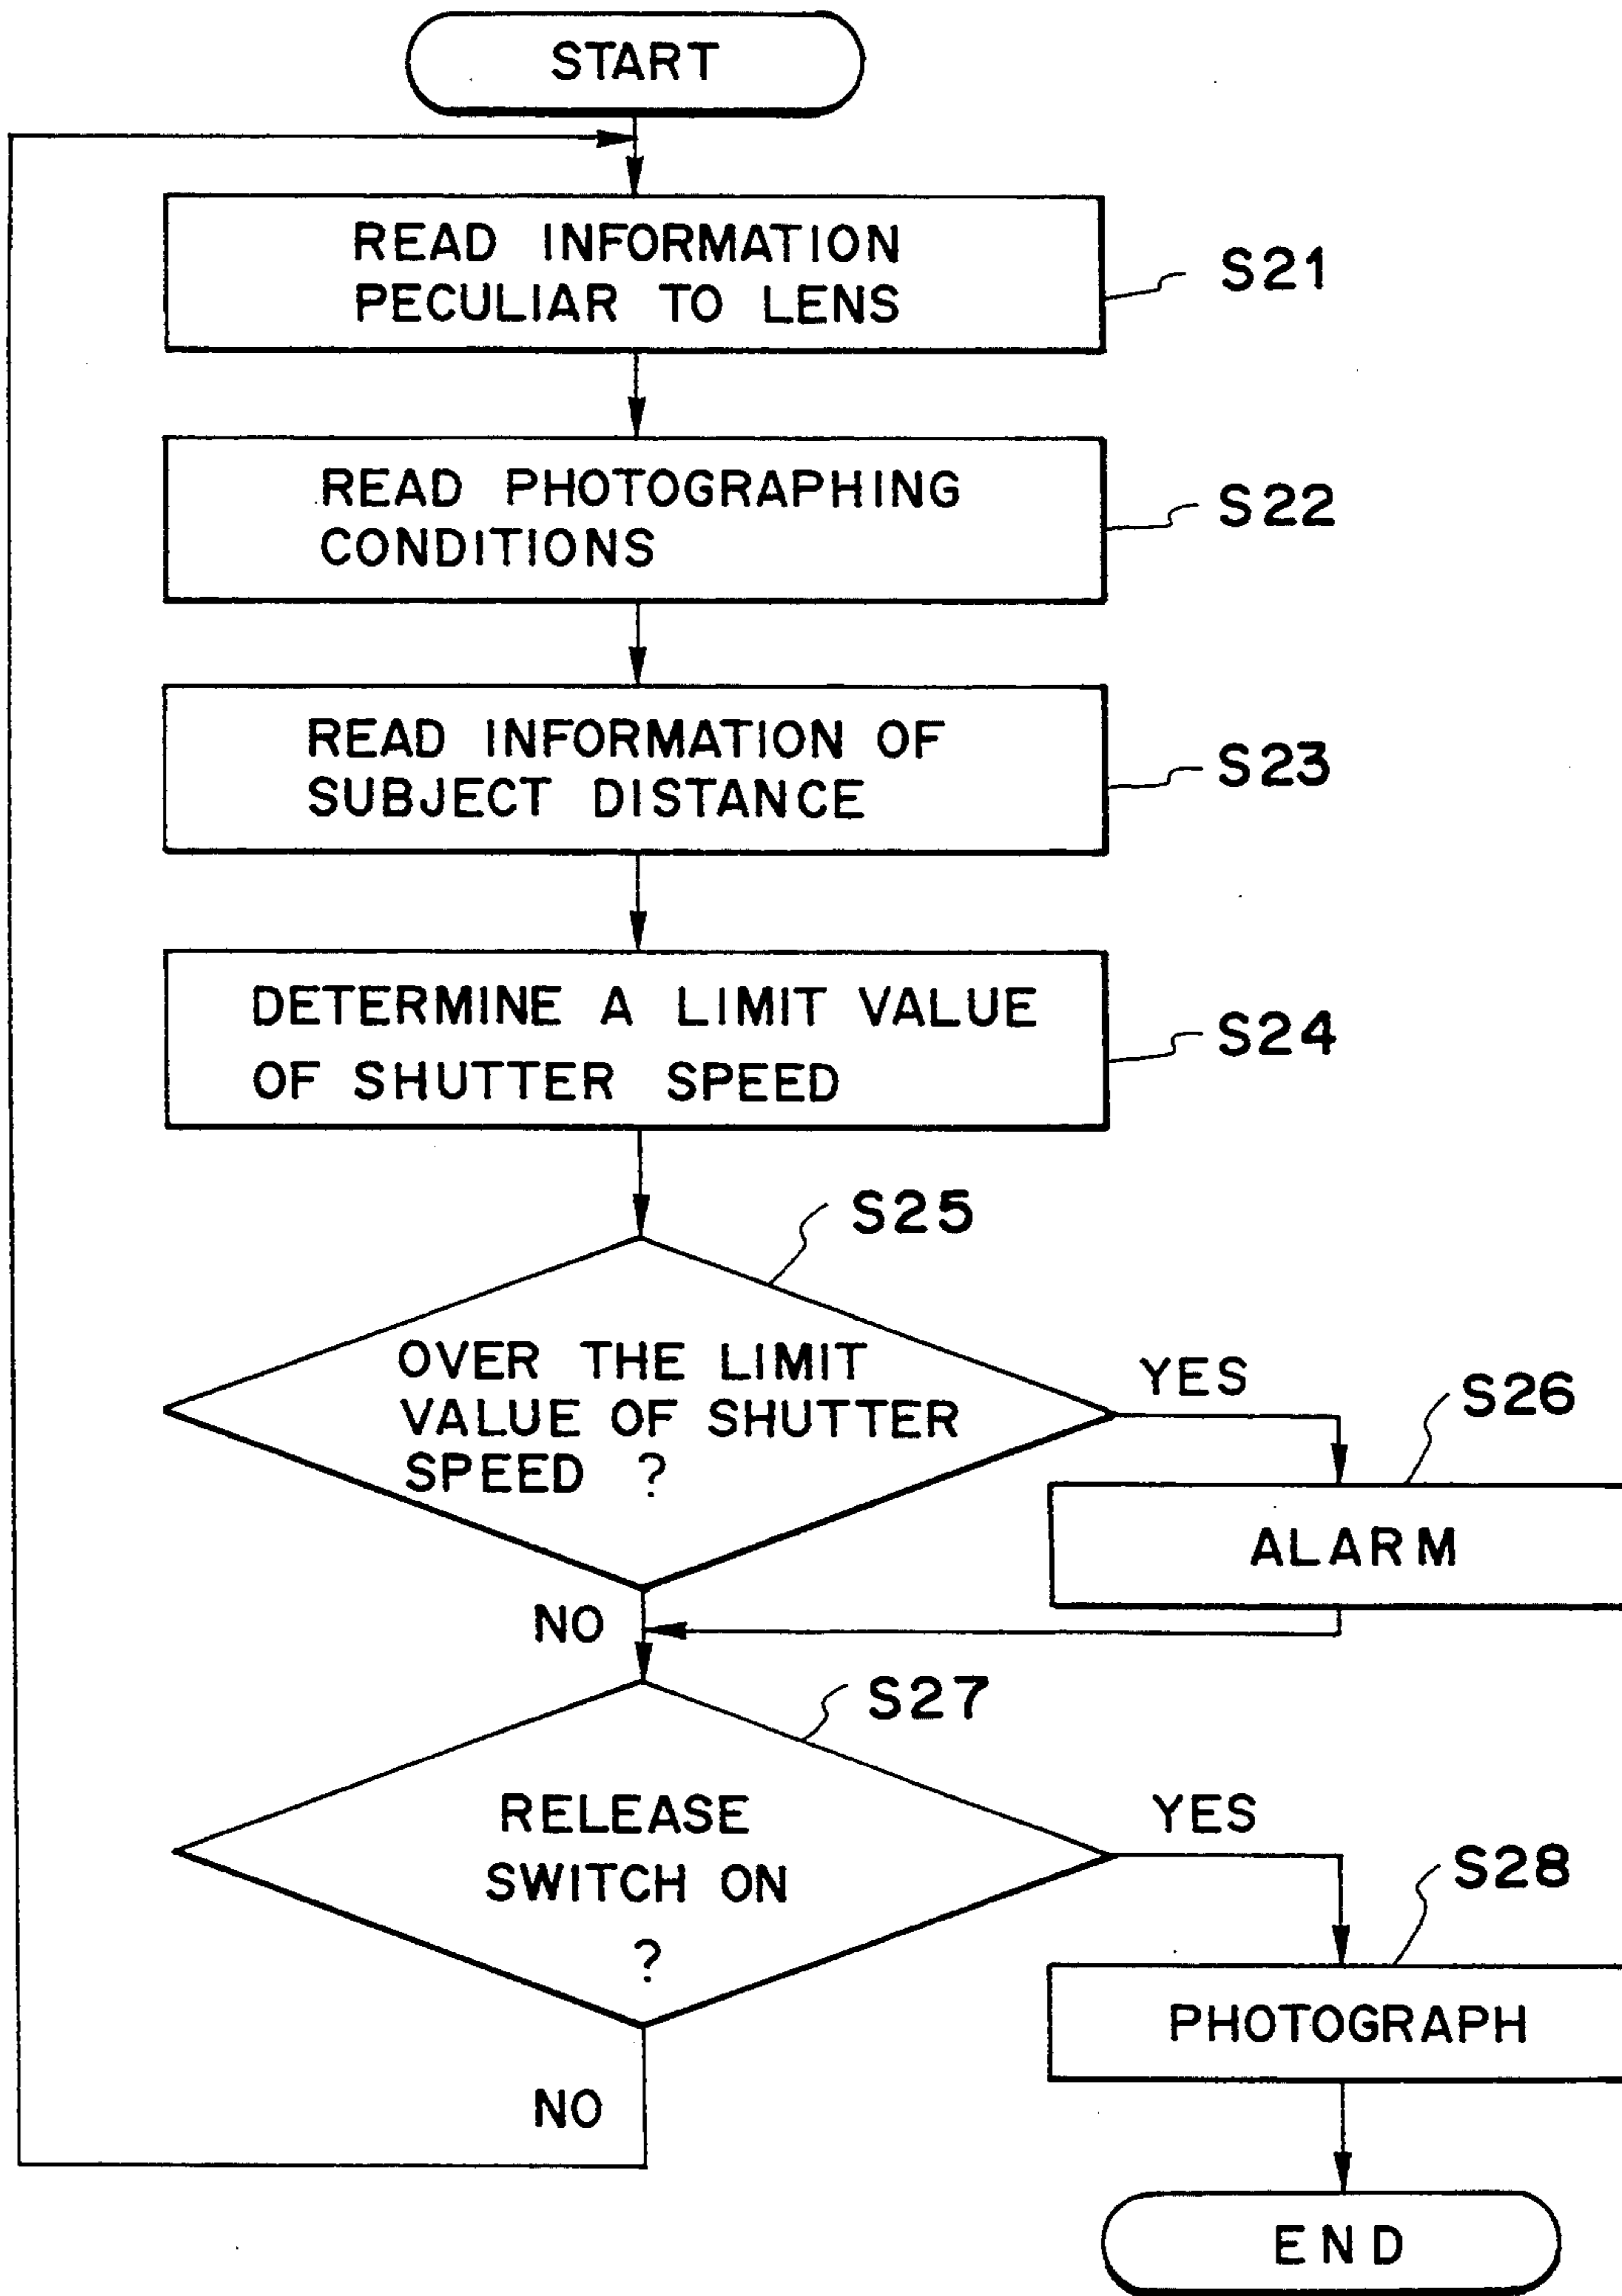 START
READ INFORMATION
PECULIAR TO LENS
S21
READ PHOTOGRAPHING
CONDITIONS
S22
READ INFORMATION OF
SUBJECT DISTANCE
S23
DETERMINE A LIMIT VALUE
OF SHUTTER SPEED
S24
S25
OVER THE LIMIT
VALUE OF SHUTTER
SPEED ?
YES
S26
ALARM
NO
S27
RELEASE
SWITCH ON
?
YES
S28
PHOTOGRAPH
NO
END